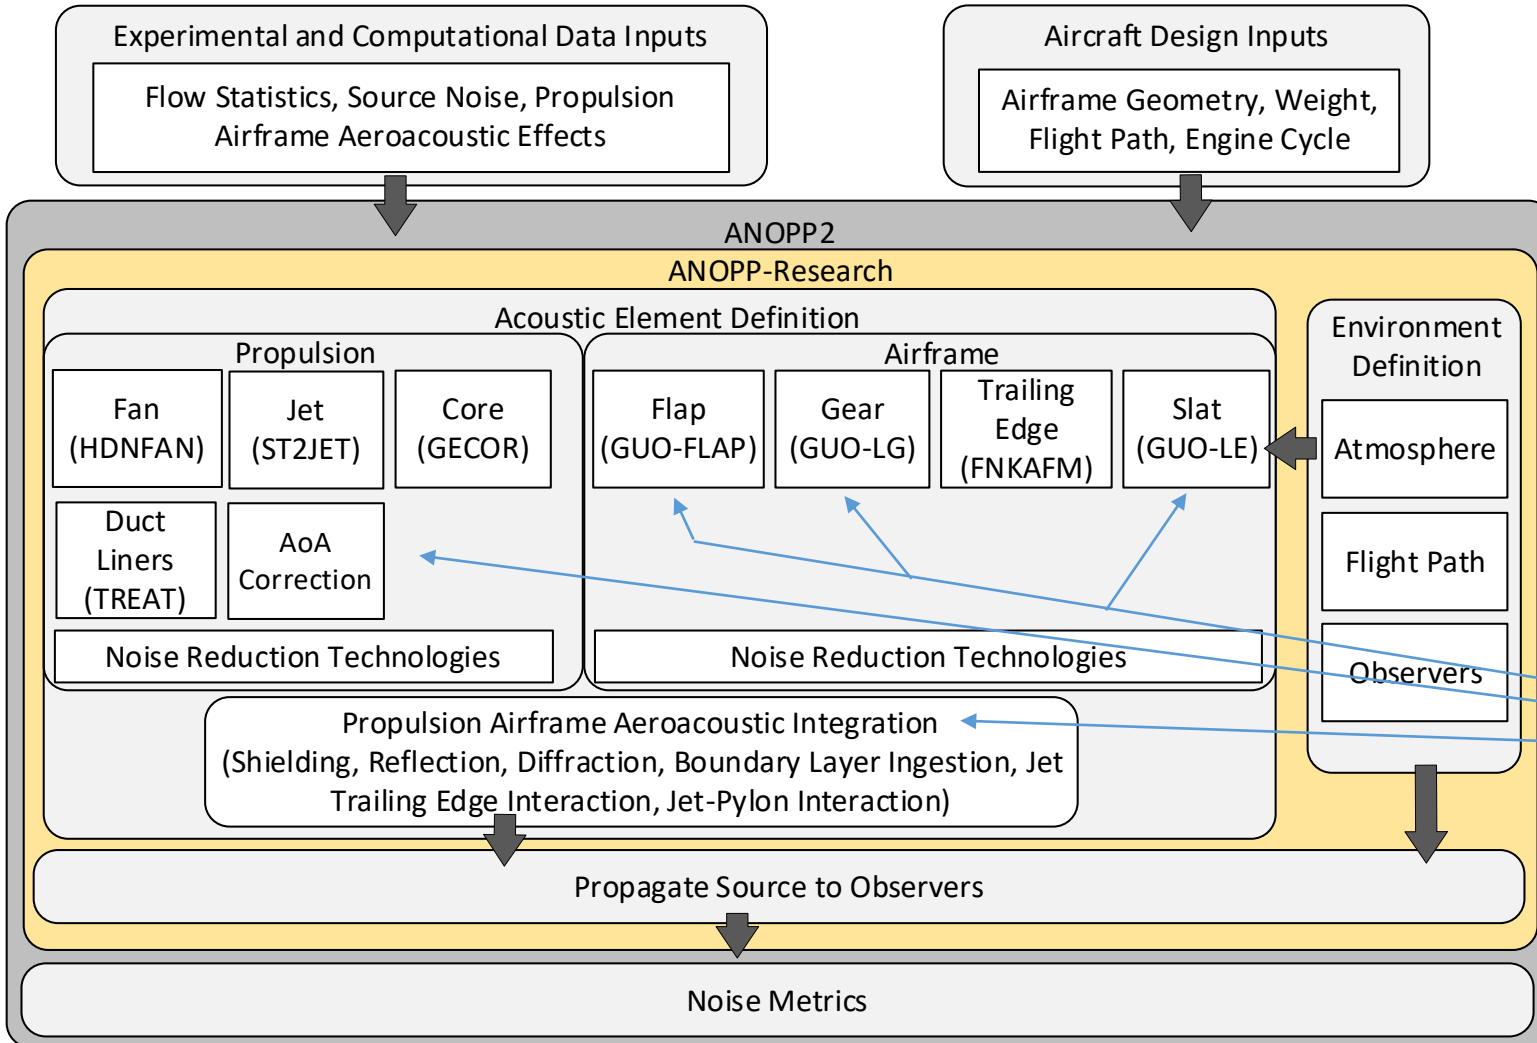 Experimental and Computational Data Inputs
Flow Statistics, Source Noise, Propulsion
Airframe Aeroacoustic Effects
Aircraft Design Inputs
Airframe Geometry, Weight,
Flight Path, Engine Cycle
ANOPP2
ANOPP-Research
Acoustic Element Definition
Propulsion
Fan
(HDNFAN)
Jet
(ST2JET)
Core
(GECOR)
Duct
Liners
(TREAT)
AoA
Correction
Noise Reduction Technologies
Airframe
Flap
(GUO-FLAP)
Gear
(GUO-LG)
Trailing
Edge
(FNKAFM)
Slat
(GUO-LE)
Noise Reduction Technologies
Propulsion Airframe Aeroacoustic Integration
(Shielding, Reflection, Diffraction, Boundary Layer Ingestion, Jet
Trailing Edge Interaction, Jet-Pylon Interaction)
Environment
Definition
Atmosphere
Flight Path
Observers
Propagate Source to Observers
Noise Metrics